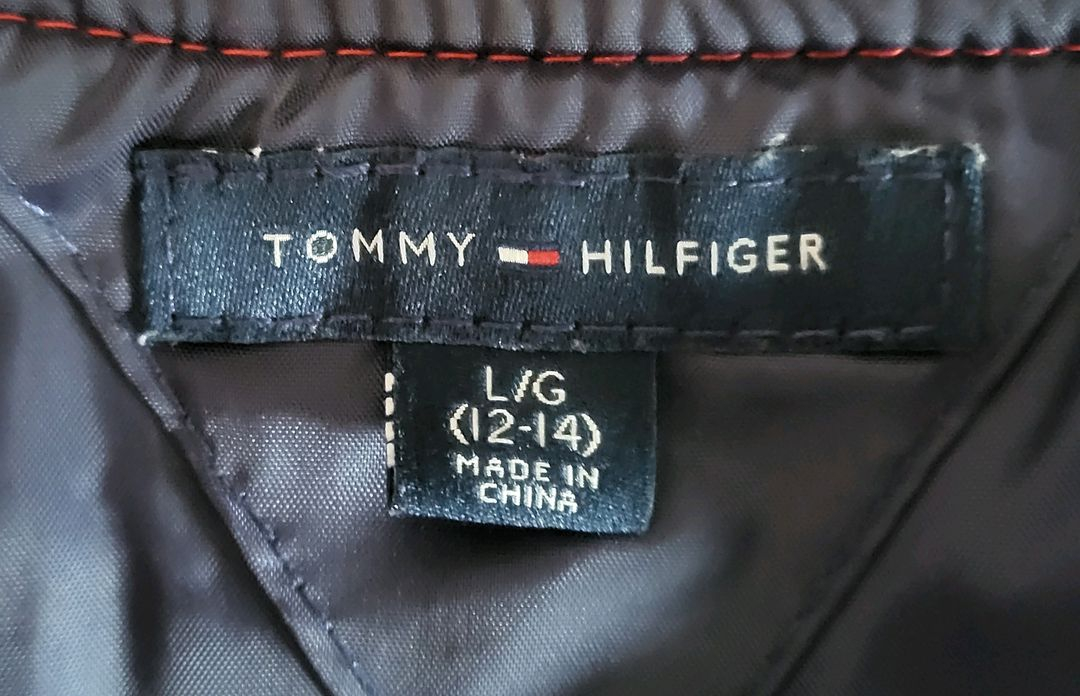 TOMMY HILFIGER
L/G
(12-14)
MADE IN
CHINA